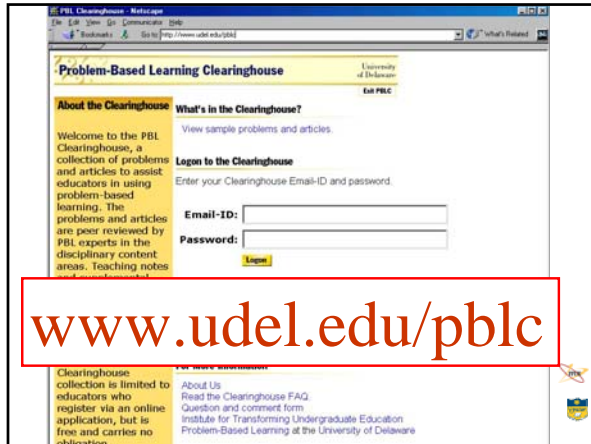 PBL Clearinghouse - Netscape
File Edit View Go Communicator Help
Bookmarks Go to http://www.udel.edu/pblc/ What's Related
Problem-Based Learning Clearinghouse
University
of Delaware
Exit PBLC
About the Clearinghouse
Welcome to the PBL
Clearinghouse, a
collection of problems
and articles to assist
educators in using
problem-based
learning. The
problems and articles
are peer reviewed by
PBL experts in the
disciplinary content
areas. Teaching notes
and supplemental
What's in the Clearinghouse?
View sample problems and articles.
Logon to the Clearinghouse
Enter your Clearinghouse Email-ID and password.
Email-ID:
Password:
Logon
www.udel.edu/pblc
Clearinghouse
collection is limited to
educators who
register via an online
application, but is
free and carries no
obligation.
For More Information
About Us
Read the Clearinghouse FAQ.
Question and comment form
Institute for Transforming Undergraduate Education
Problem-Based Learning at the University of Delaware